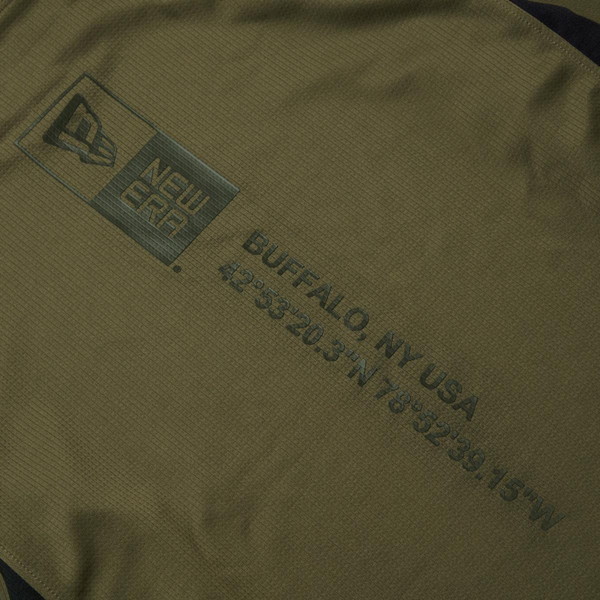 NEW
ERA
BUFFALO, NY USA
42°53'20.3"N 78°52'39.15"W